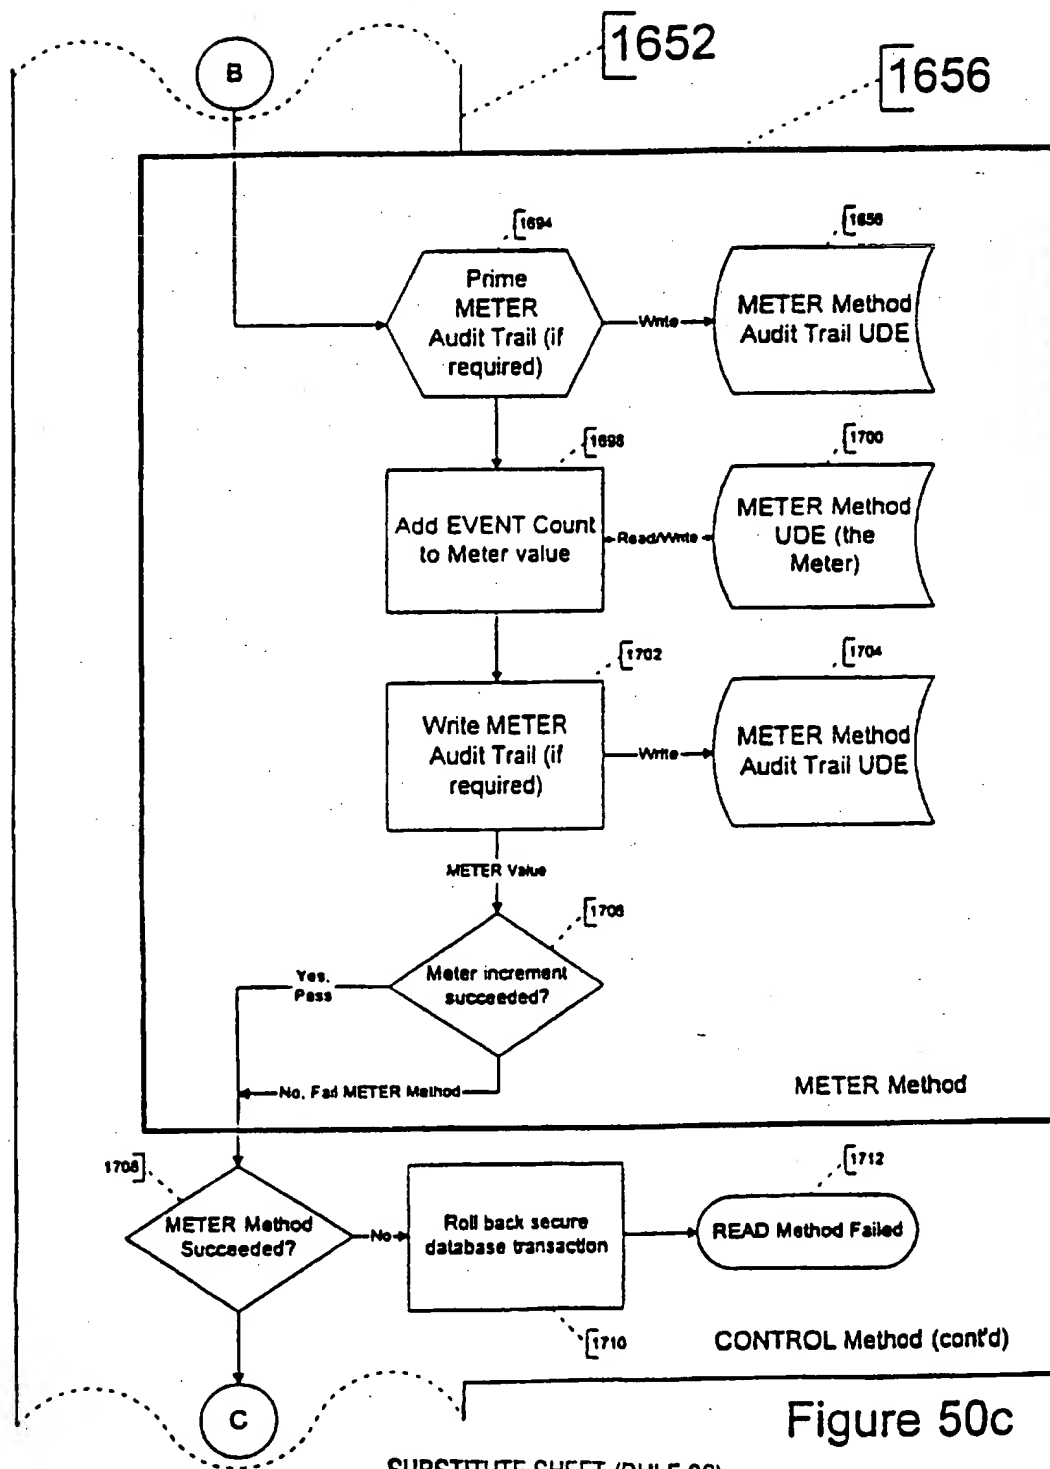 B
1652
1656
1694
Prime
METER
Audit Trail (if
required)
Write
METER Method
Audit Trail UDE
1698
Add EVENT Count
to Meter value
Read/Write
1700
METER Method
UDE (the
Meter)
1702
Write METER
Audit Trail (if
required)
Write
1704
METER Method
Audit Trail UDE
METER Value
1706
Meter increment
succeeded?
Yes,
Pass
No, Fail METER Method
METER Method
1708
METER Method
Succeeded?
No
Roll back secure
database transaction
1710
1712
READ Method Failed
CONTROL Method (cont'd)
C
Figure 50c